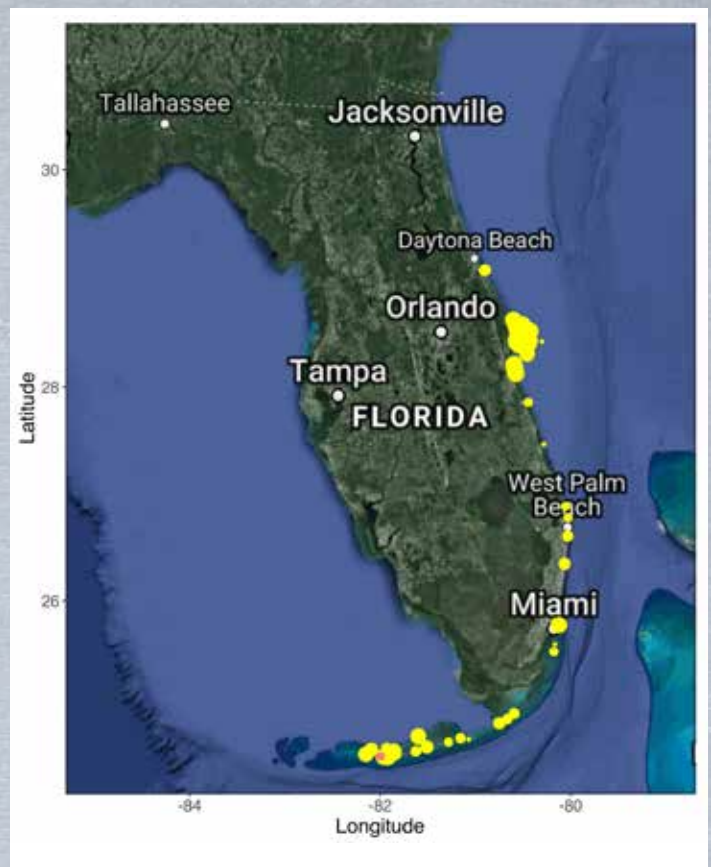 Tallahassee
Jacksonville
30
Daytona Beach
Orlando
28
Tampa
FLORIDA
Latitude
West Palm
Beach
26
Miami
-84
-82
-80
Longitude